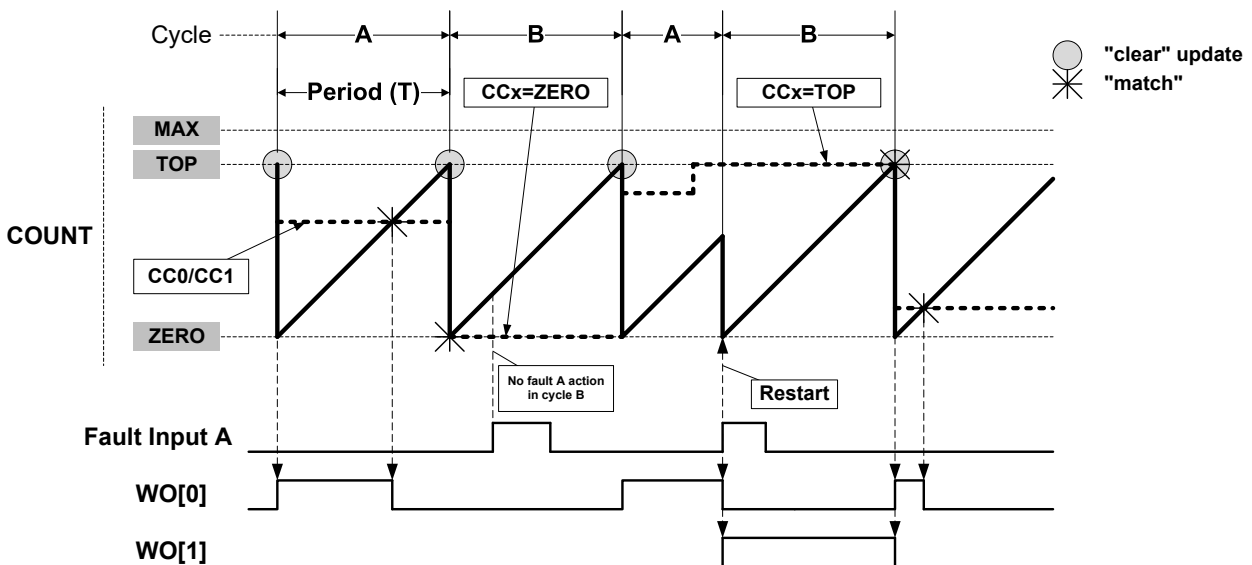 Cycle
A
B
A
B
"clear" update
"match"
Period (T)
CCx=ZERO
CCx=TOP
MAX
TOP
COUNT
CC0/CC1
ZERO
No fault A action
in cycle B
Restart
Fault Input A
WO[0]
WO[1]